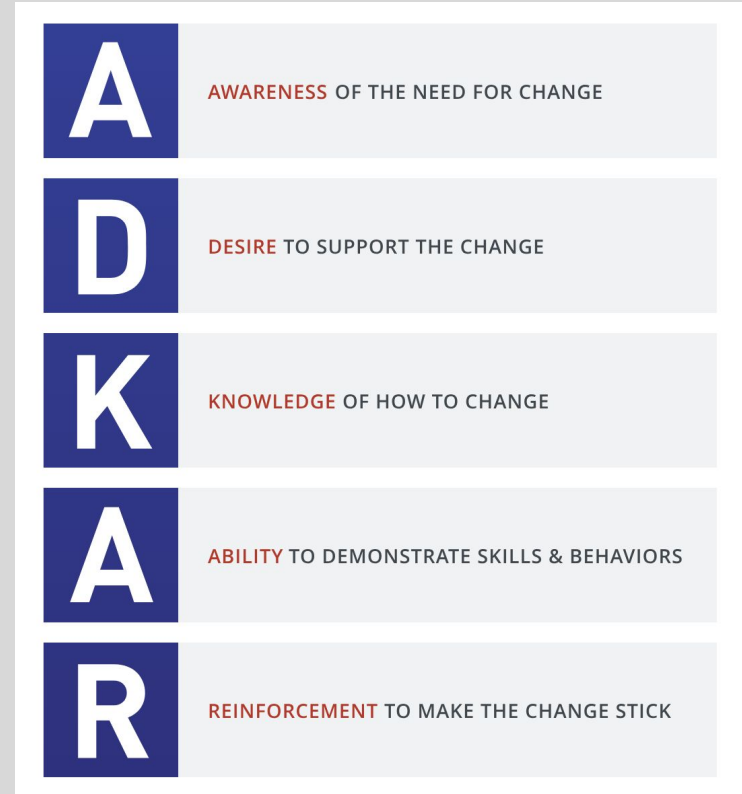 A
AWARENESS OF THE NEED FOR CHANGE
D
DESIRE TO SUPPORT THE CHANGE
K
KNOWLEDGE OF HOW TO CHANGE
A
ABILITY TO DEMONSTRATE SKILLS & BEHAVIORS
R
REINFORCEMENT TO MAKE THE CHANGE STICK